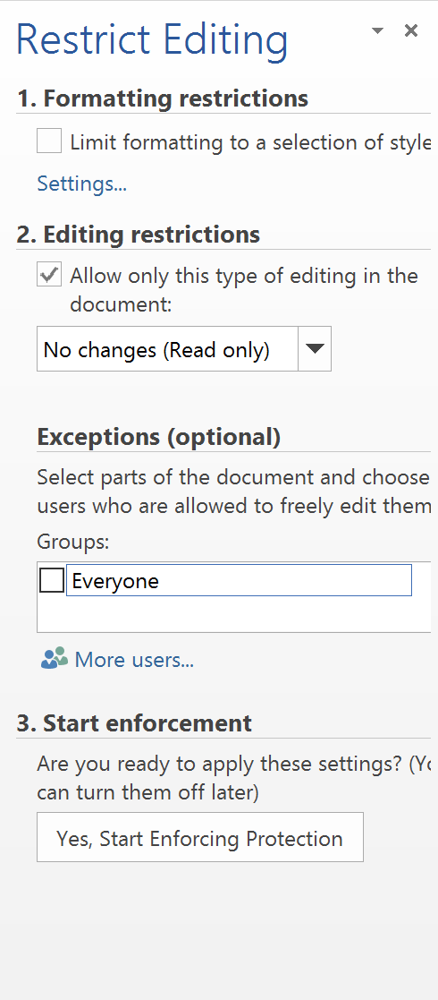 Restrict Editing
1. Formatting restrictions
Limit formatting to a selection of style
Settings...
2. Editing restrictions
Allow only this type of editing in the
document:
No changes (Read only)
Exceptions (optional)
Select parts of the document and choose
users who are allowed to freely edit them
Groups:
Everyone
More users...
3. Start enforcement
Are you ready to apply these settings? (Yo
can turn them off later)
Yes, Start Enforcing Protection